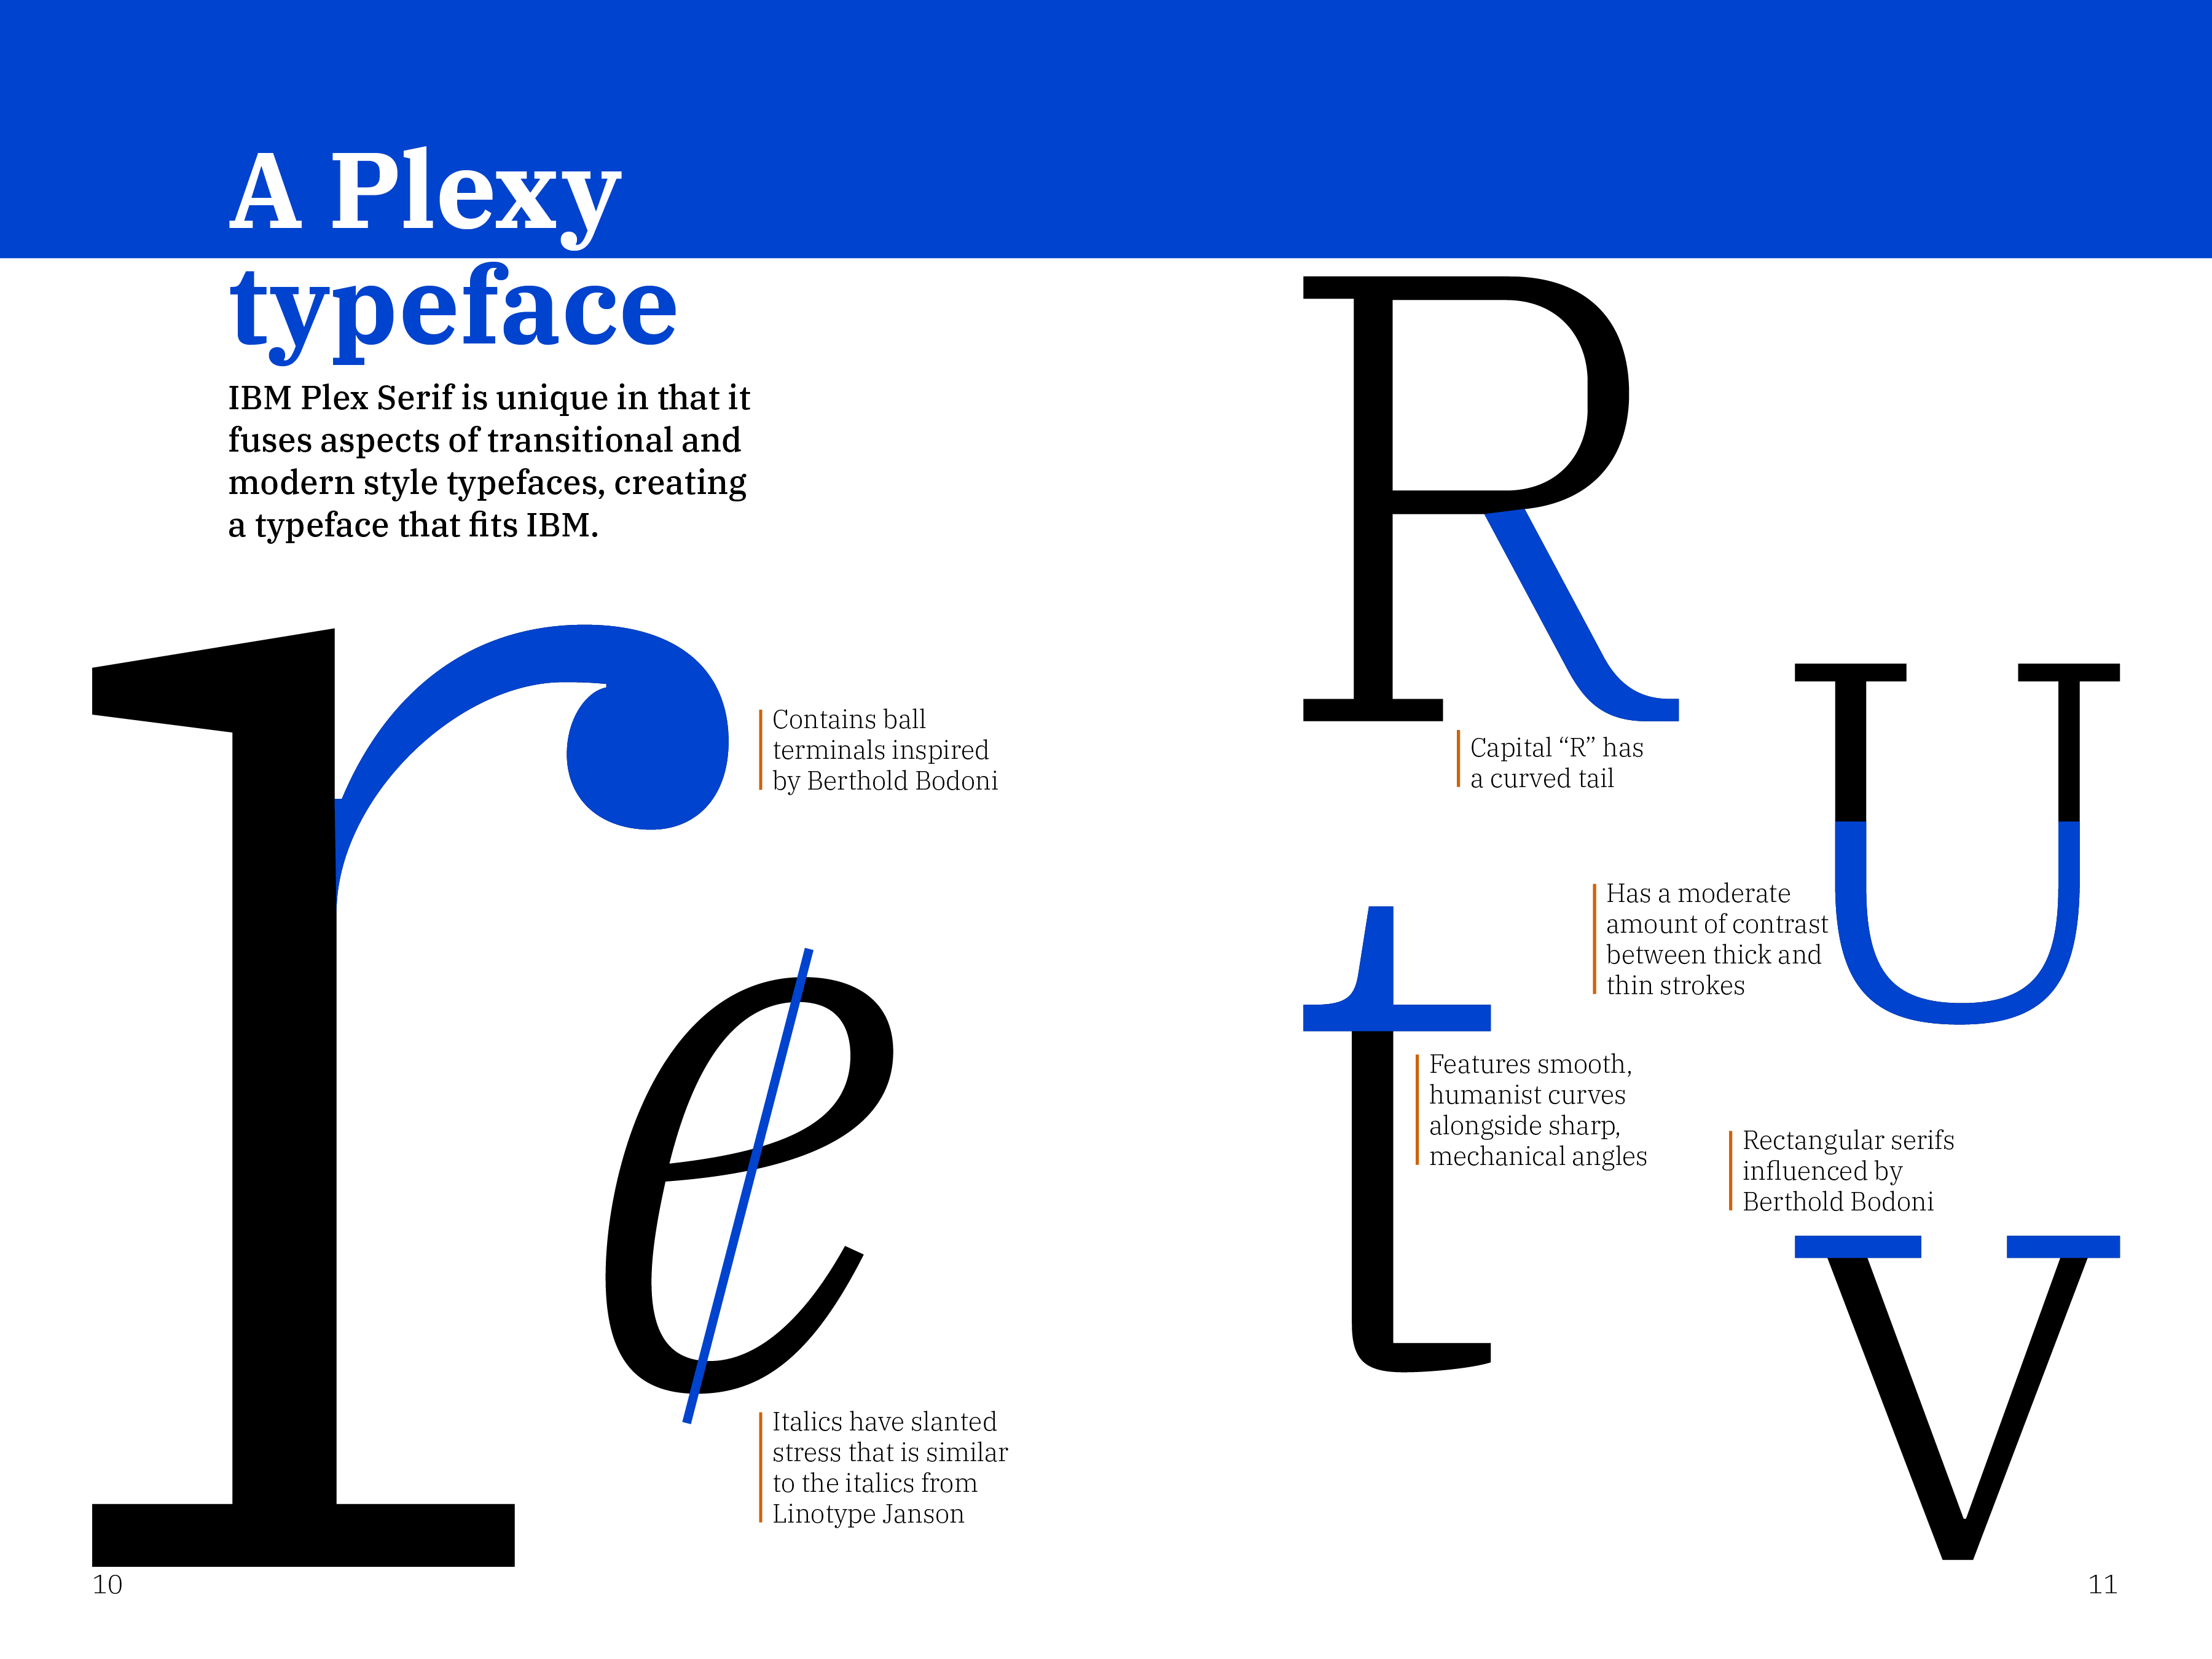 A Plexy
typeface
IBM Plex Serif is unique in that it
fuses aspects of transitional and
modern style typefaces, creating
a typeface that fits IBM.
r
Contains ball
terminals inspired
by Berthold Bodoni
e
Italics have slanted
stress that is similar
to the italics from
Linotype Janson
10
R
Capital “R” has
a curved tail
U
Has a moderate
amount of contrast
between thick and
thin strokes
t
Features smooth,
humanist curves
alongside sharp,
mechanical angles
Rectangular serifs
influenced by
Berthold Bodoni
v
11